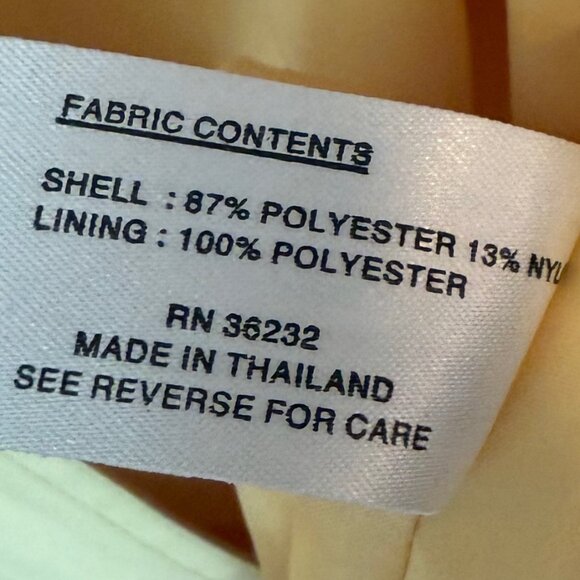 FABRIC CONTENTS
SHELL : 87% POLYESTER 13% NYL
LINING : 100% POLYESTER
RN 36232
MADE IN THAILAND
SEE REVERSE FOR CARE